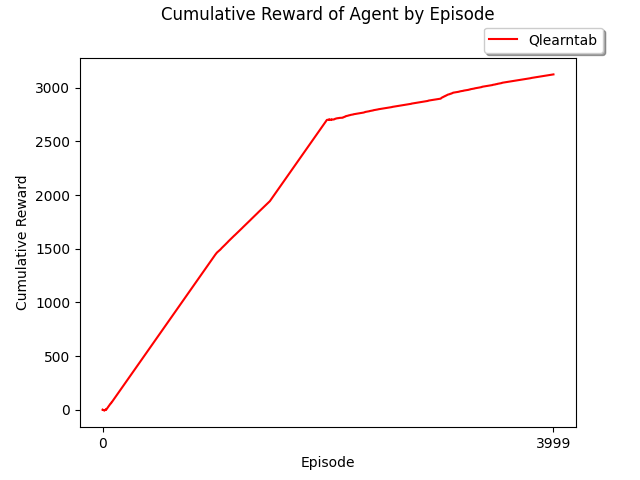 Cumulative Reward of Agent by Episode
Qlearntab
3000
2500
2000
1500
1000
500
0
Cumulative Reward
0
3999
Episode